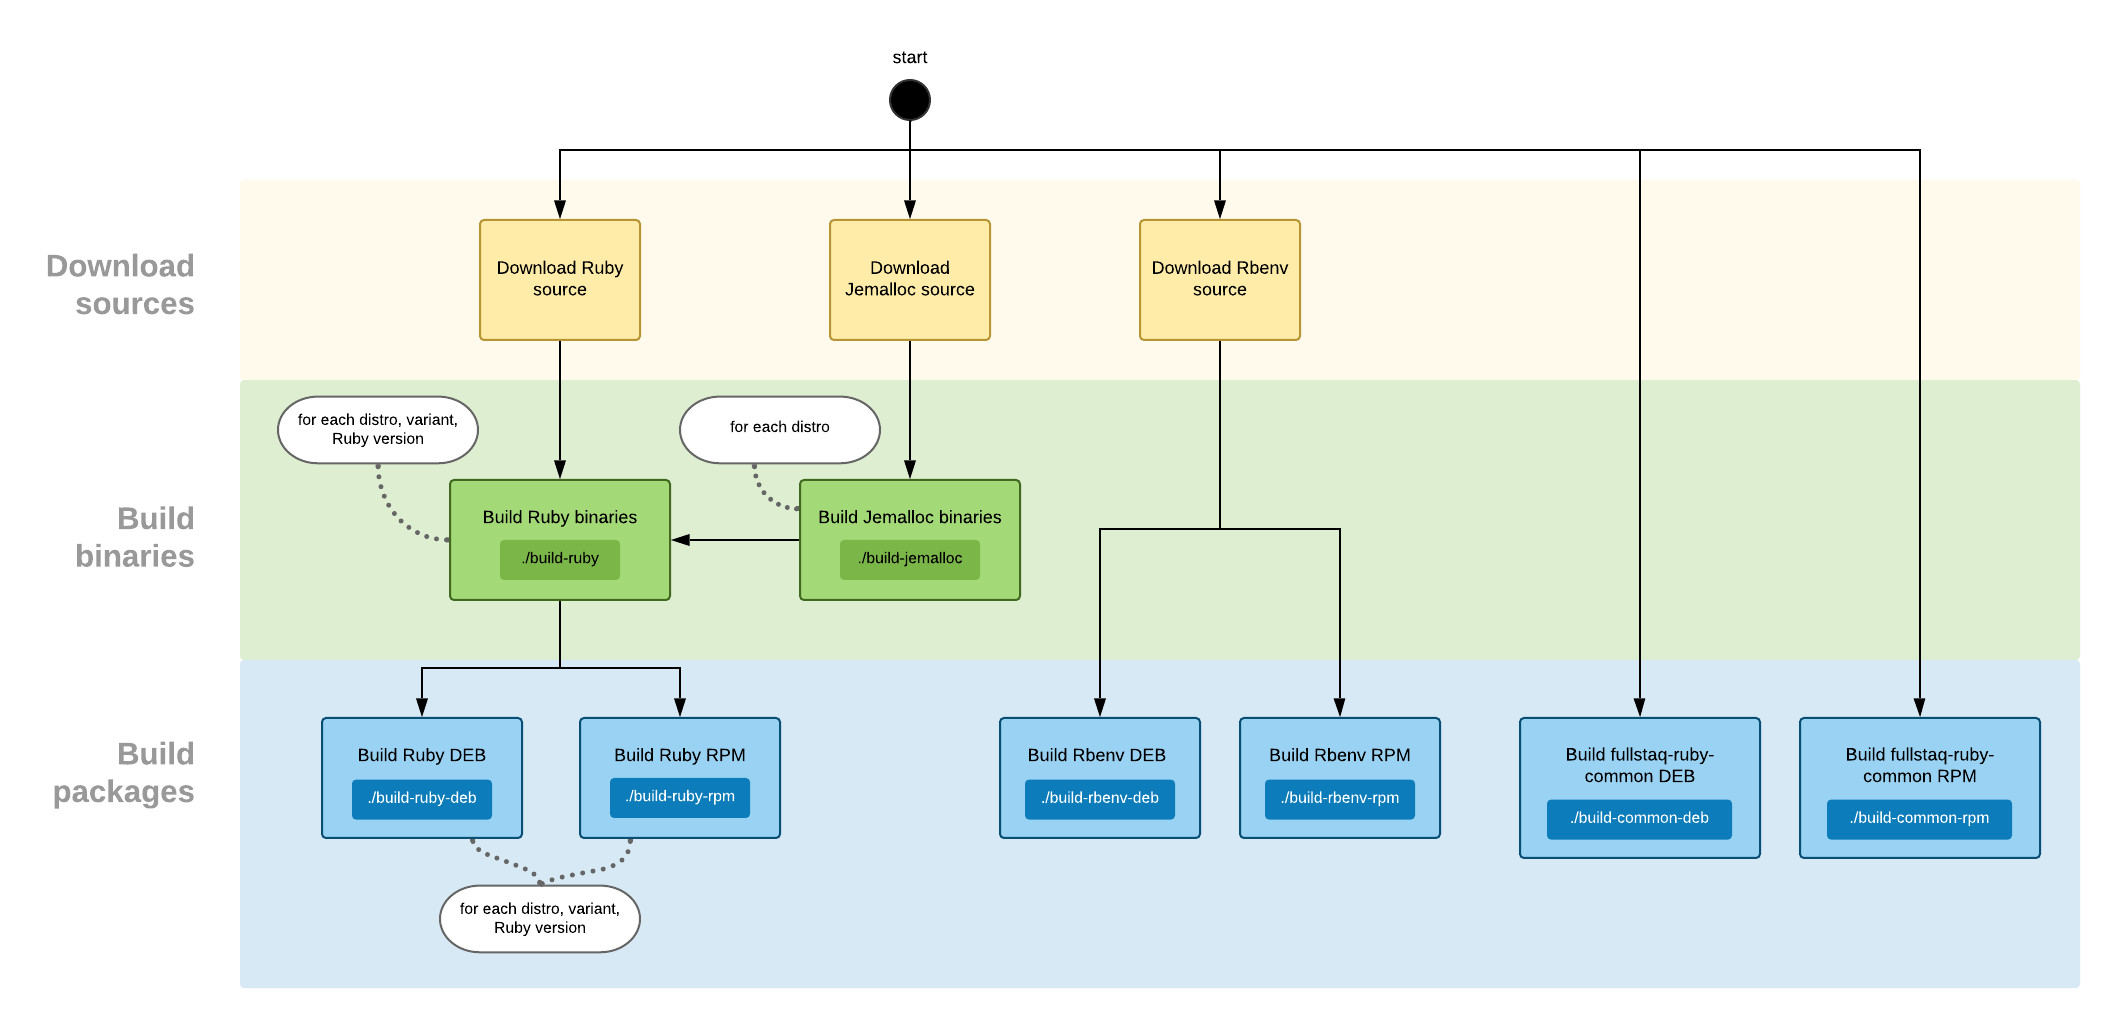 start
Download
sources
Download Ruby
source
Download
Jemalloc source
Download Rbenv
source
Build
binaries
for each distro, variant,
Ruby version
for each distro
Build Ruby binaries
./build-ruby
Build Jemalloc binaries
./build-jemalloc
Build
packages
Build Ruby DEB
./build-ruby-deb
Build Ruby RPM
./build-ruby-rpm
Build Rbenv DEB
./build-rbenv-deb
Build Rbenv RPM
./build-rbenv-rpm
Build fullstaq-ruby-
common DEB
./build-common-deb
Build fullstaq-ruby-
common RPM
./build-common-rpm
for each distro, variant,
Ruby version